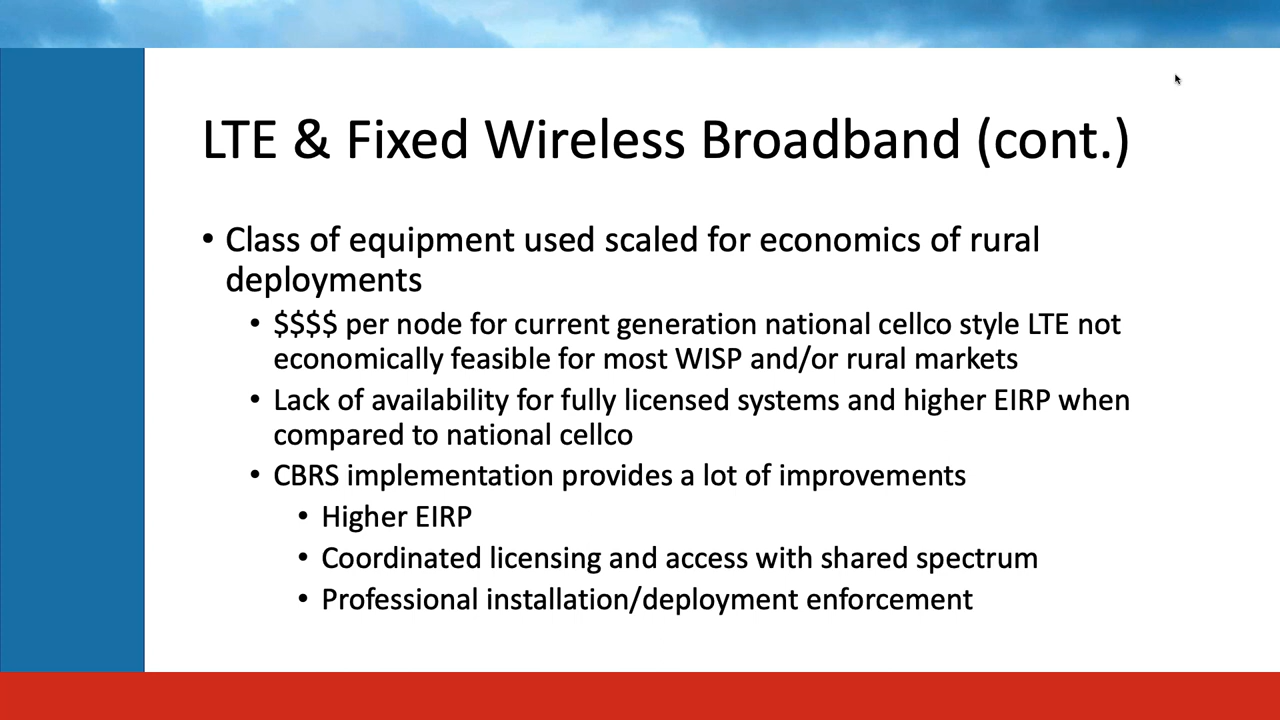 LTE & Fixed Wireless Broadband (cont.)
• Class of equipment used scaled for economics of rural
deployments
• $$$$ per node for current generation national cellco style LTE not
economically feasible for most WISP and/or rural markets
• Lack of availability for fully licensed systems and higher EIRP when
compared to national cellco
• CBRS implementation provides a lot of improvements
• Higher EIRP
• Coordinated licensing and access with shared spectrum
• Professional installation/deployment enforcement